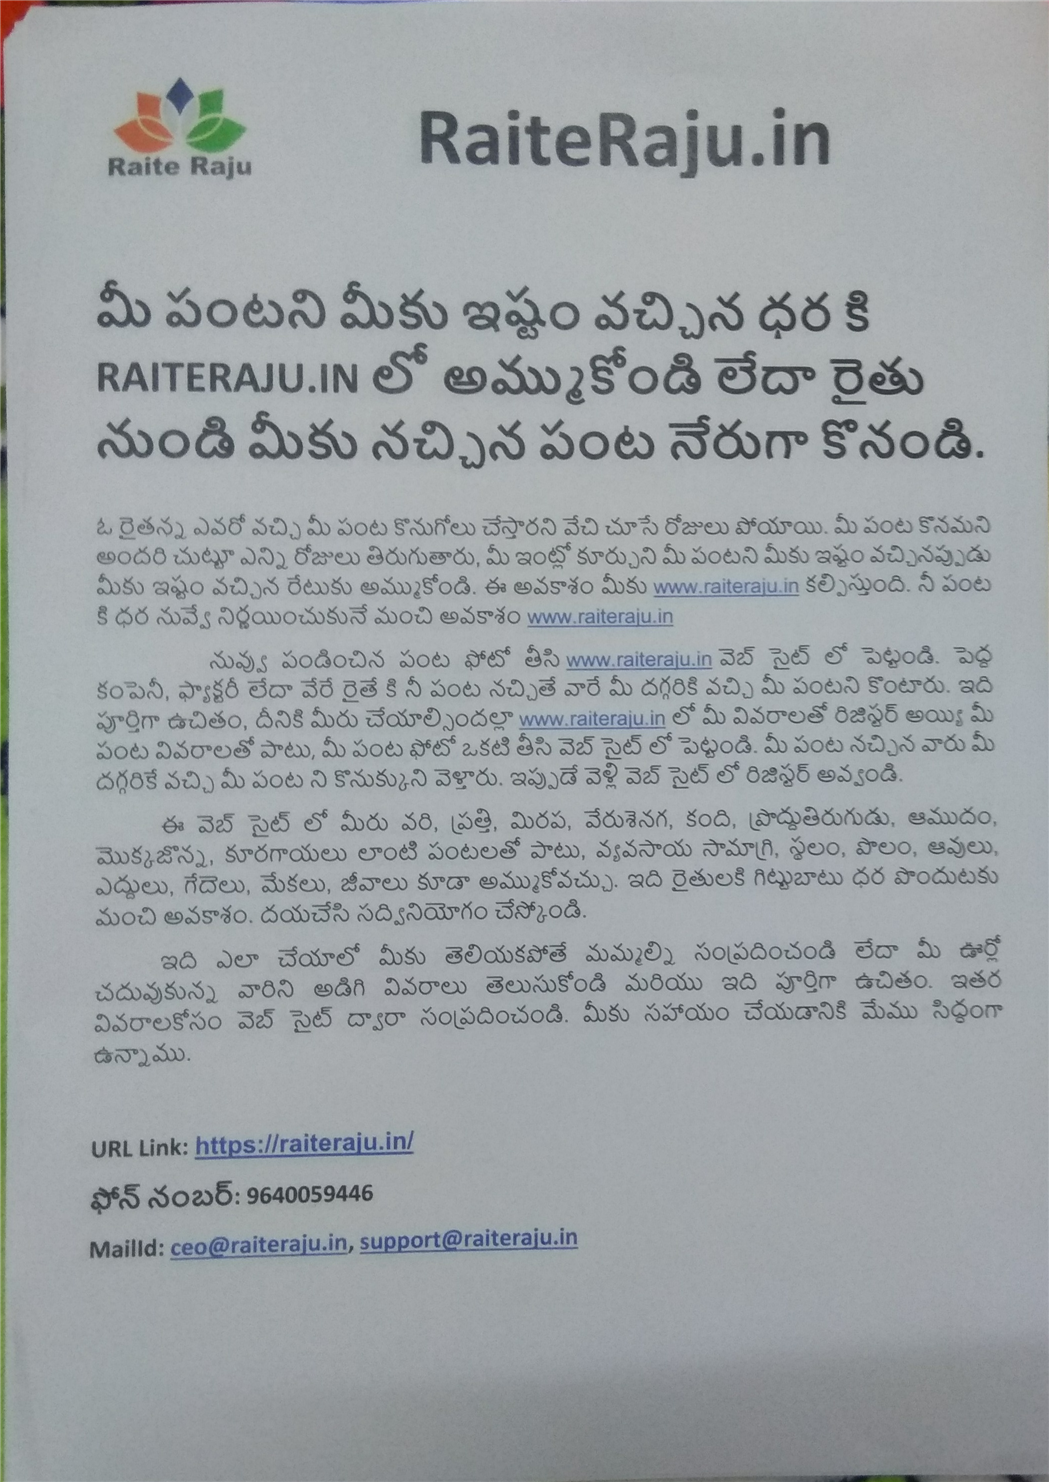 Raite Raju
RaiteRaju.in
మీ పంటని మీకు ఇష్టం వచ్చిన ధర కి
RAITERAJU.IN లో అమ్ముకోండి లేదా రైతు
నుండి మీకు నచ్చిన పంట నేరుగా కొనండి.
ఓ రైతన్న ఎవరో వచ్చి మీ పంట కొనుగోలు చేస్తారని వేచి చూసే రోజులు పోయాయి. మీ పంట కొనమని
అందరి చుట్టూ ఎన్ని రోజులు తిరుగుతారు, మీ ఇంట్లో కూర్చుని మీ పంటని మీకు ఇష్టం వచ్చినప్పుడు
మీకు ఇష్టం వచ్చిన రేటుకు అమ్ముకోండి. ఈ అవకాశం మీకు www.raiteraju.in కల్పిస్తుంది. నీ పంట
కి ధర నువ్వే నిర్ణయించుకునే మంచి అవకాశం www.raiteraju.in
నువ్వు పండించిన పంట ఫోటో తీసి www.raiteraju.in వెబ్ సైట్ లో పెట్టండి. పెద్ద
కంపెనీ, ఫ్యాక్టరీ లేదా వేరే రైతే కి నీ పంట నచ్చితే వారే మీ దగ్గరికి వచ్చి మీ పంటని కొంటారు. ఇది
పూర్తిగా ఉచితం, దీనికి మీరు చేయాల్సిందల్లా www.raiteraju.in లో మీ వివరాలతో రిజిస్టర్ అయ్యి మీ
పంట వివరాలతో పాటు, మీ పంట ఫోటో ఒకటి తీసి వెబ్ సైట్ లో పెట్టండి. మీ పంట నచ్చిన వారు మీ
దగ్గరికే వచ్చి మీ పంట ని కొనుక్కుని వెళ్తారు. ఇప్పుడే వెళ్లి వెబ్ సైట్ లో రిజిస్టర్ అవ్వండి.
ఈ వెబ్ సైట్ లో మీరు వరి, ప్రత్తి, మిరప, వేరుశెనగ, కంది, ప్రొద్దుతిరుగుడు, ఆముదం,
మొక్కజొన్న, కూరగాయలు లాంటి పంటలతో పాటు, వ్యవసాయ సామాగ్రి, స్థలం, పొలం, ఆవులు,
ఎద్దులు, గేదెలు, మేకలు, జీవాలు కూడా అమ్ముకోవచ్చు. ఇది రైతులకి గిట్టుబాటు ధర పొందుటకు
మంచి అవకాశం. దయచేసి సద్వినియోగం చేస్కోండి.
ఇది ఎలా చేయాలో మీకు తెలియకపోతే మమ్మల్ని సంప్రదించండి లేదా మీ ఊర్లో
చదువుకున్న వారిని అడిగి వివరాలు తెలుసుకోండి మరియు ఇది పూర్తిగా ఉచితం. ఇతర
వివరాలకోసం వెబ్ సైట్ ద్వారా సంప్రదించండి. మీకు సహాయం చేయడానికి మేము సిద్ధంగా
ఉన్నాము.
URL Link: https://raiteraju.in/
ఫోన్ నంబర్: 9640059446
MailId: ceo@raiteraju.in, support@raiteraju.in